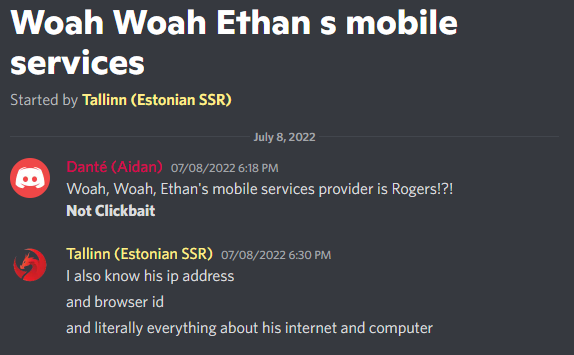 Woah Woah Ethan s mobile
services
Started by Tallinn (Estonian SSR)
July 8, 2022
Danté (Aidan) 07/08/2022 6:18 PM
Woah, Woah, Ethan's mobile services provider is Rogers!?!
Not Clickbait
Tallinn (Estonian SSR) 07/08/2022 6:30 PM
I also know his ip address
and browser id
and literally everything about his internet and computer